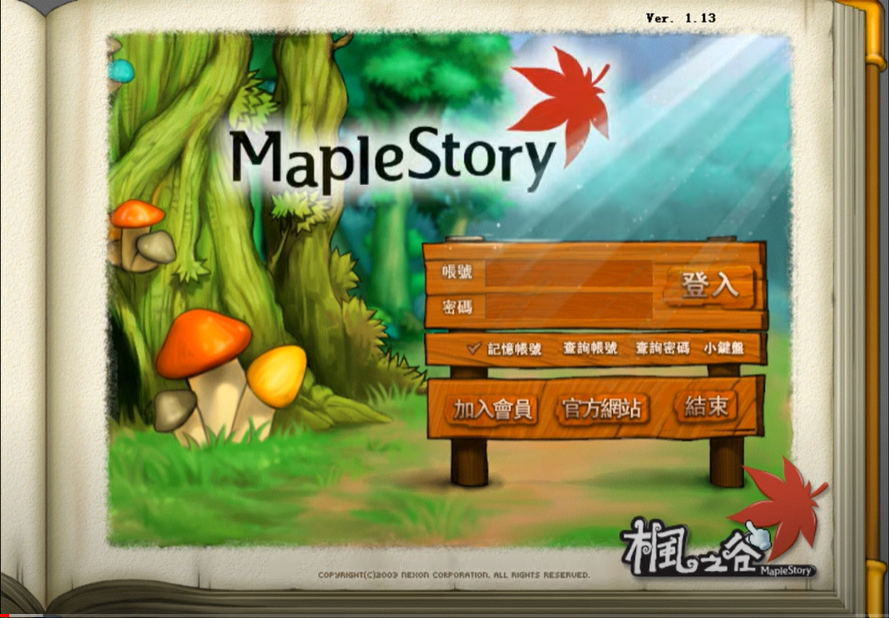 Ver. 1.13
MapleStory
帳號
登入
密碼
記憶帳號 查詢帳號 查詢密碼 小鍵盤
加入會員 官方網站 結束
楓之谷
MapleStory
COPYRIGHT(C)2003 NEXON CORPORATION, ALL RIGHTS RESERVED.